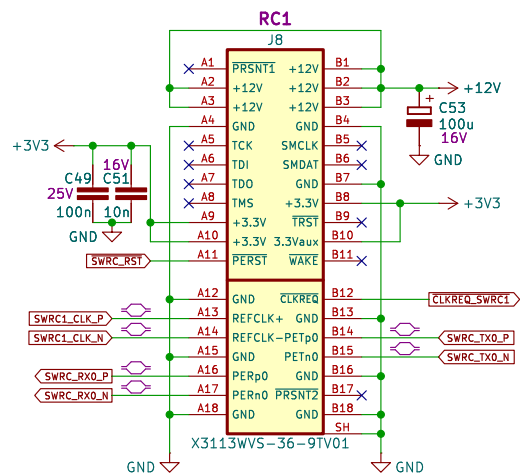 RC1
J8
A1 PRSNT1 +12V B1
A2 +12V +12V B2
+12V
A3 +12V +12V B3
+
C53
100u
16V
GND
A4 GND GND B4
+3V3
A5 TCK SMCLK B5
A6 TDI SMDAT B6
A7 TDO GND B7
A8 TMS +3.3V B8
+3V3
16V
C49 C51
25V
100n 10n
GND
A9 +3.3V TRST B9
A10 +3.3V 3.3Vaux B10
SWRC_RST A11 PERST WAKE B11
A12 GND CLKREQ B12 CLKREQ_SWRC1
SWRC1_CLK_P A13 REFCLK+ GND B13
SWRC1_CLK_N A14 REFCLK- PETp0 B14 SWRC_TX0_P
A15 GND PETn0 B15 SWRC_TX0_N
SWRC_RX0_P A16 PERp0 GND B16
SWRC_RX0_N A17 PERn0 PRSNT2 B17
A18 GND GND B18
SH
X3113WVS-36-9TV01
GND GND